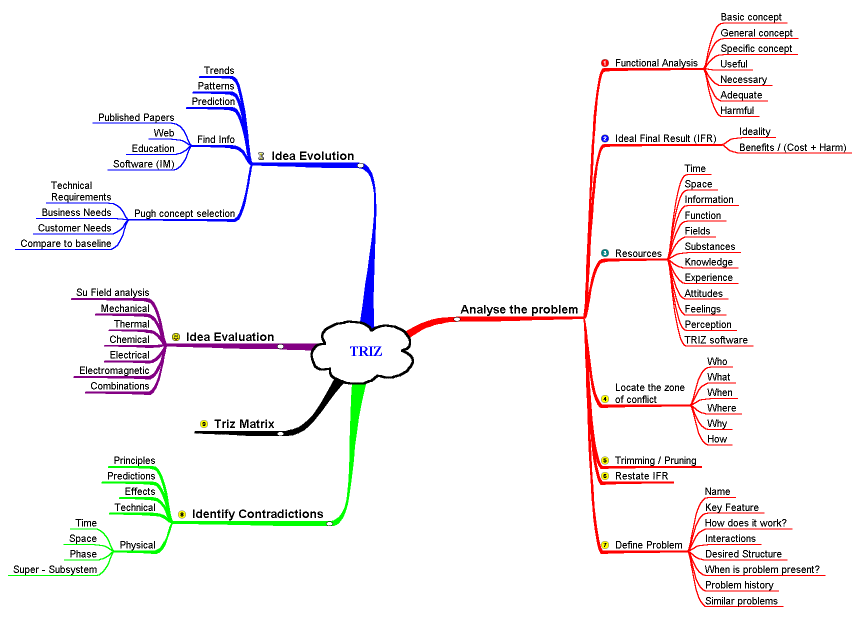 TRIZ
Analyse the problem
1 Functional Analysis
Basic concept
General concept
Specific concept
Useful
Necessary
Adequate
Harmful
2 Ideal Final Result (IFR)
Ideality
Benefits / (Cost + Harm)
3 Resources
Time
Space
Information
Function
Fields
Substances
Knowledge
Experience
Attitudes
Feelings
Perception
TRIZ software
4 Locate the zone
of conflict
Who
What
When
Where
Why
How
5 Trimming / Pruning
6 Restate IFR
7 Define Problem
Name
Key Feature
How does it work?
Interactions
Desired Structure
When is problem present?
Problem history
Similar problems
8 Identify Contradictions
Principles
Predictions
Effects
Technical
Physical
Time
Space
Phase
Super - Subsystem
9 Triz Matrix
Idea Evaluation
Su Field analysis
Mechanical
Thermal
Chemical
Electrical
Electromagnetic
Combinations
Idea Evolution
Trends
Patterns
Prediction
Find Info
Published Papers
Web
Education
Software (IM)
Pugh concept selection
Technical
Requirements
Business Needs
Customer Needs
Compare to baseline